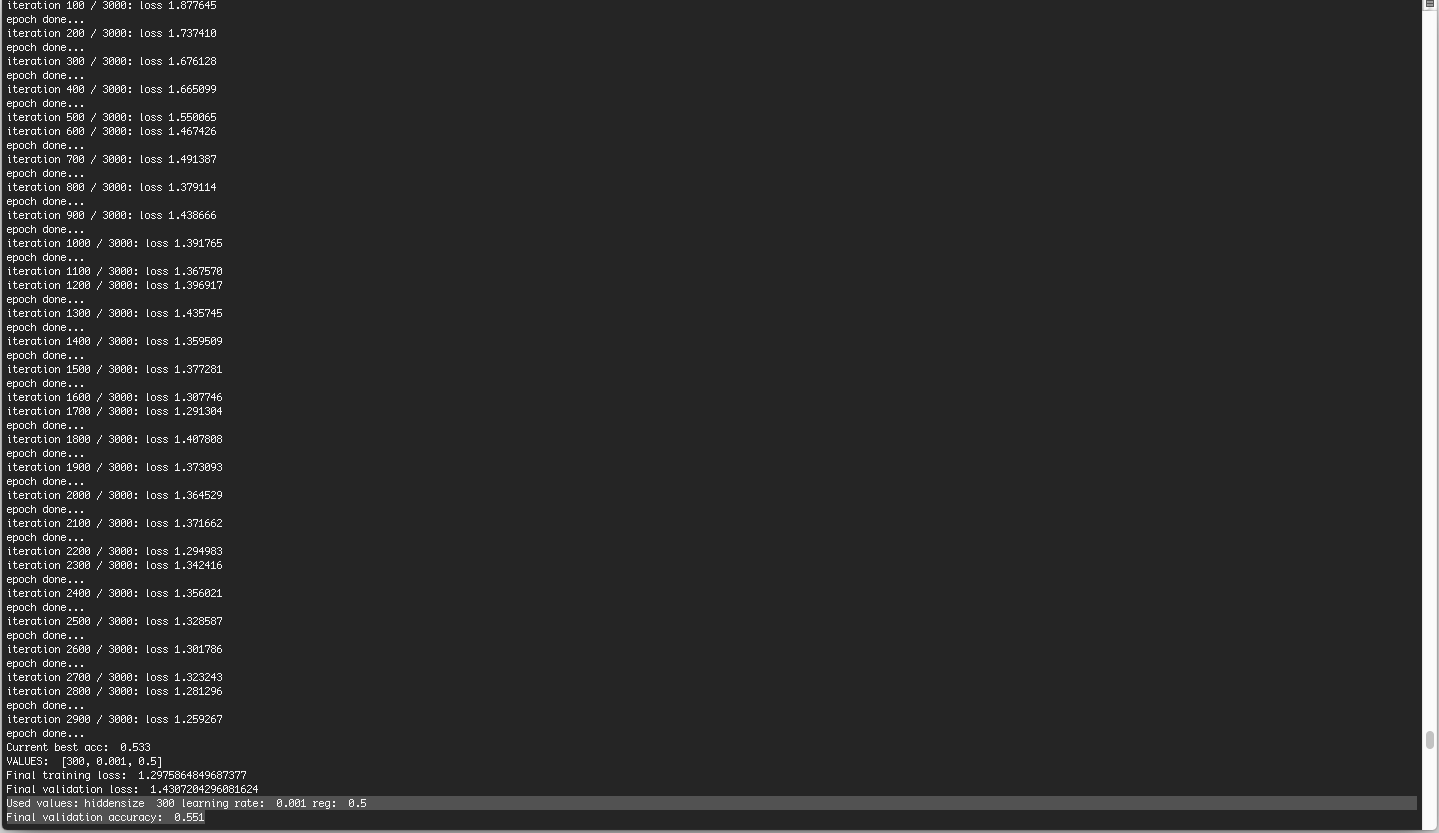 iteration 100 / 3000: loss 1.877645
epoch done...
iteration 200 / 3000: loss 1.737410
epoch done...
iteration 300 / 3000: loss 1.676128
epoch done...
iteration 400 / 3000: loss 1.665099
epoch done...
iteration 500 / 3000: loss 1.550065
iteration 600 / 3000: loss 1.467426
epoch done...
iteration 700 / 3000: loss 1.491387
epoch done...
iteration 800 / 3000: loss 1.379114
epoch done...
iteration 900 / 3000: loss 1.438666
epoch done...
iteration 1000 / 3000: loss 1.391765
epoch done...
iteration 1100 / 3000: loss 1.367570
iteration 1200 / 3000: loss 1.396917
epoch done...
iteration 1300 / 3000: loss 1.435745
epoch done...
iteration 1400 / 3000: loss 1.359509
epoch done...
iteration 1500 / 3000: loss 1.377281
epoch done...
iteration 1600 / 3000: loss 1.307746
iteration 1700 / 3000: loss 1.291304
epoch done...
iteration 1800 / 3000: loss 1.407808
epoch done...
iteration 1900 / 3000: loss 1.373093
epoch done...
iteration 2000 / 3000: loss 1.364529
epoch done...
iteration 2100 / 3000: loss 1.371662
epoch done...
iteration 2200 / 3000: loss 1.294983
iteration 2300 / 3000: loss 1.342416
epoch done...
iteration 2400 / 3000: loss 1.356021
epoch done...
iteration 2500 / 3000: loss 1.328587
epoch done...
iteration 2600 / 3000: loss 1.301786
epoch done...
iteration 2700 / 3000: loss 1.323243
iteration 2800 / 3000: loss 1.281296
epoch done...
iteration 2900 / 3000: loss 1.259267
epoch done...
Current best acc:  0.533
VALUES:  [300, 0.001, 0.5]
Final training loss:  1.2975864849687377
Final validation loss:  1.4307204296081624
Used values: hiddensize  300 learning rate:  0.001 reg:  0.5
Final validation accuracy:  0.551